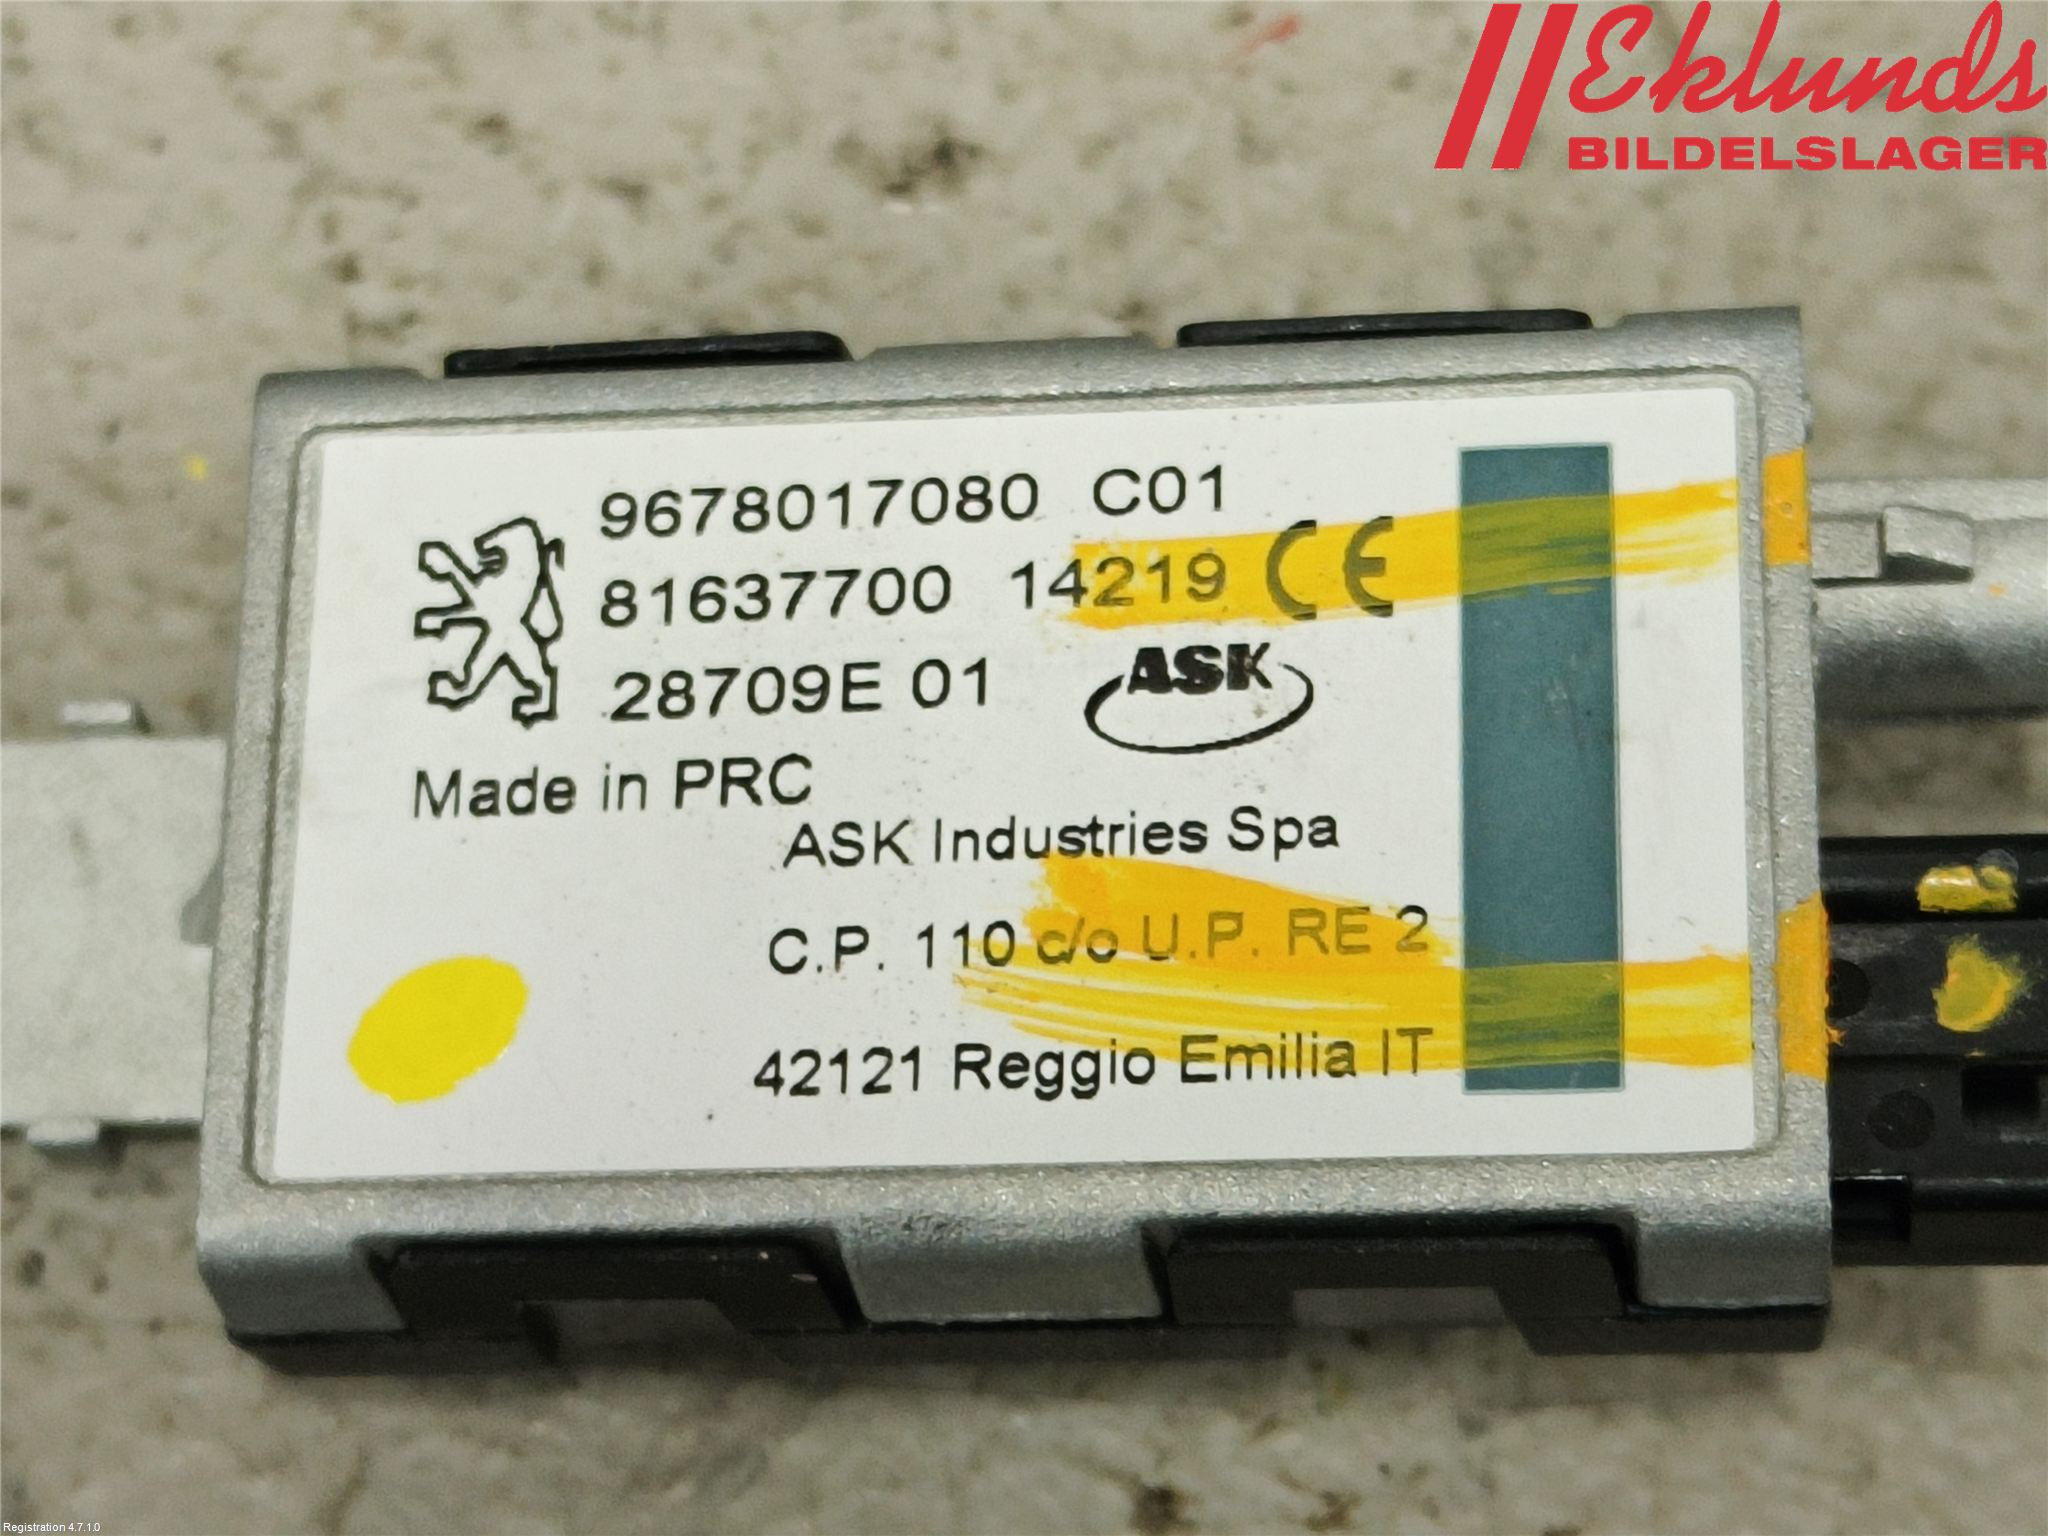 Eklunds
BILDELSLAGER
9678017080 C01
81637700 14219 CE
28709E 01 ASK
Made in PRC
ASK Industries Spa
C.P. 110 c/o U.P. RE 2
42121 Reggio Emilia IT
Registration 4.7.1.0